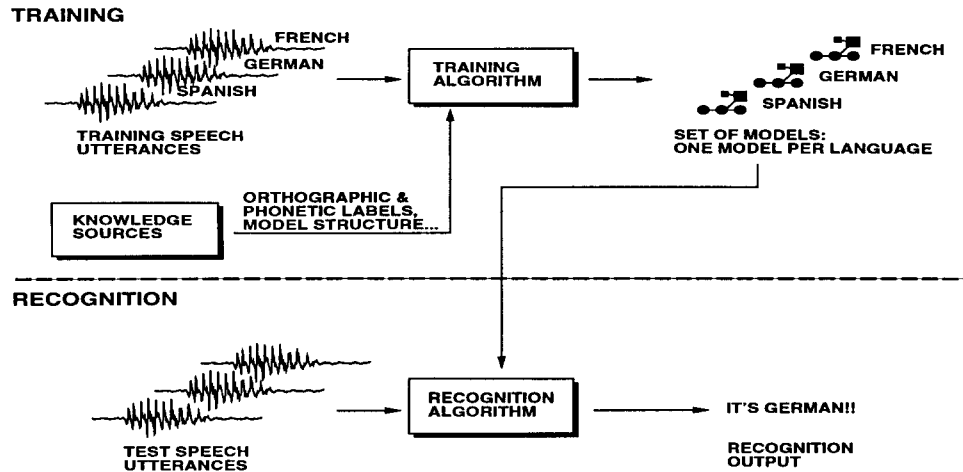 TRAINING
FRENCH
GERMAN
SPANISH
TRAINING SPEECH
UTTERANCES
TRAINING
ALGORITHM
FRENCH
GERMAN
SPANISH
SET OF MODELS:
ONE MODEL PER LANGUAGE
KNOWLEDGE
SOURCES
ORTHOGRAPHIC &
PHONETIC LABELS,
MODEL STRUCTURE...
RECOGNITION
TEST SPEECH
UTTERANCES
RECOGNITION
ALGORITHM
IT'S GERMAN!!
RECOGNITION
OUTPUT